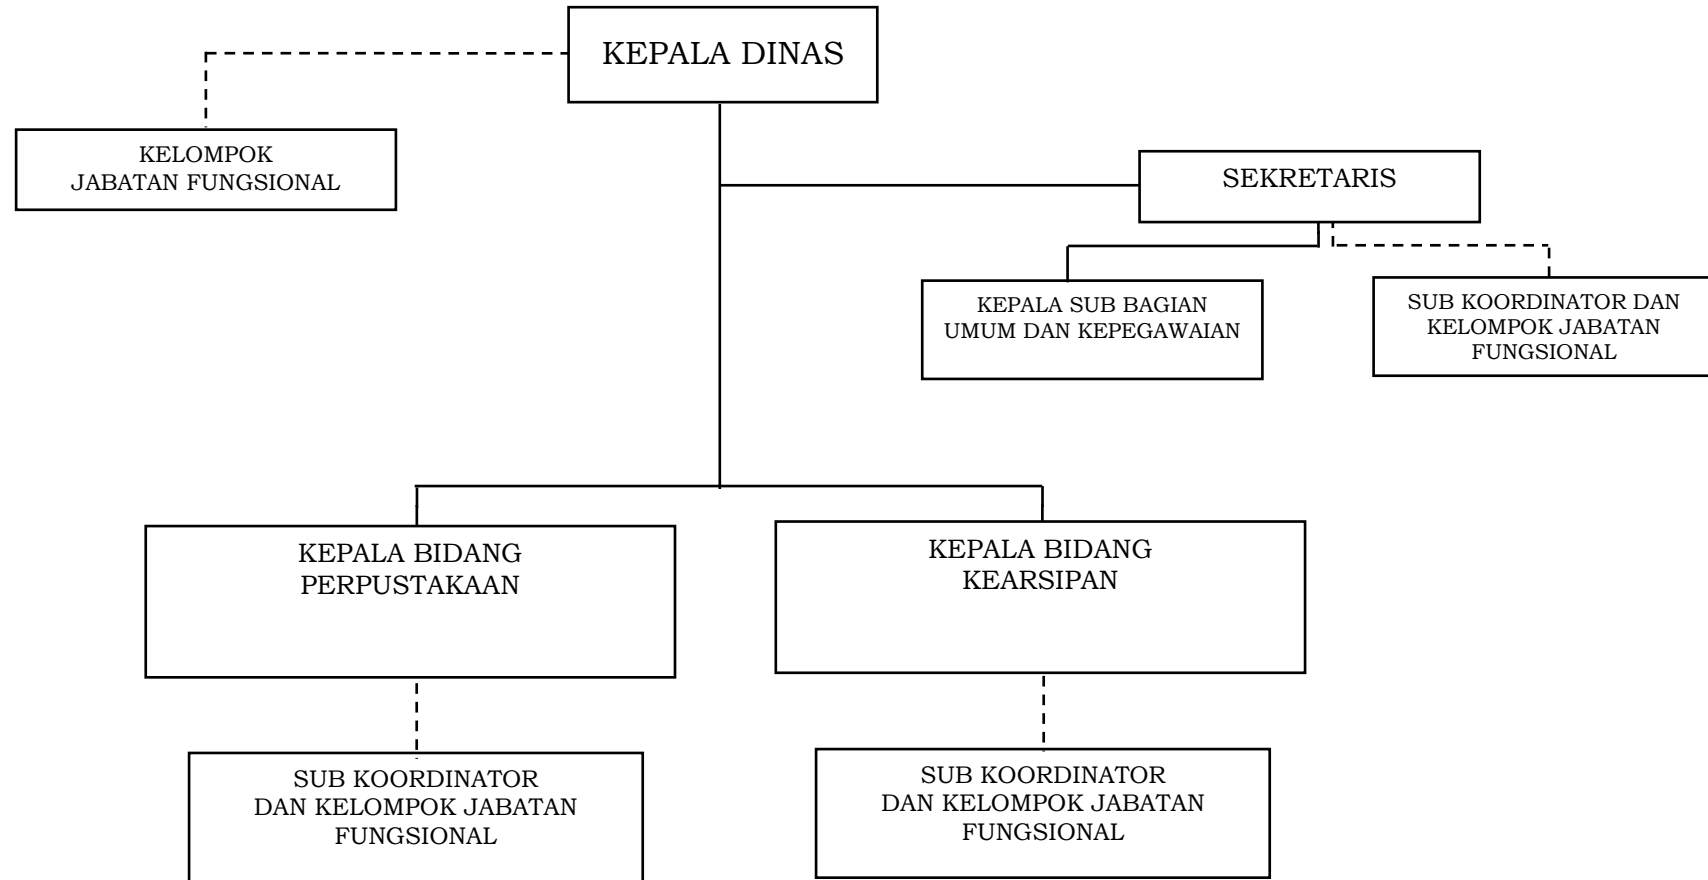 KEPALA DINAS
KELOMPOK
JABATAN FUNGSIONAL
SEKRETARIS
KEPALA SUB BAGIAN
UMUM DAN KEPEGAWAIAN
SUB KOORDINATOR DAN
KELOMPOK JABATAN
FUNGSIONAL
KEPALA BIDANG
PERPUSTAKAAN
KEPALA BIDANG
KEARSIPAN
SUB KOORDINATOR
DAN KELOMPOK JABATAN
FUNGSIONAL
SUB KOORDINATOR
DAN KELOMPOK JABATAN
FUNGSIONAL